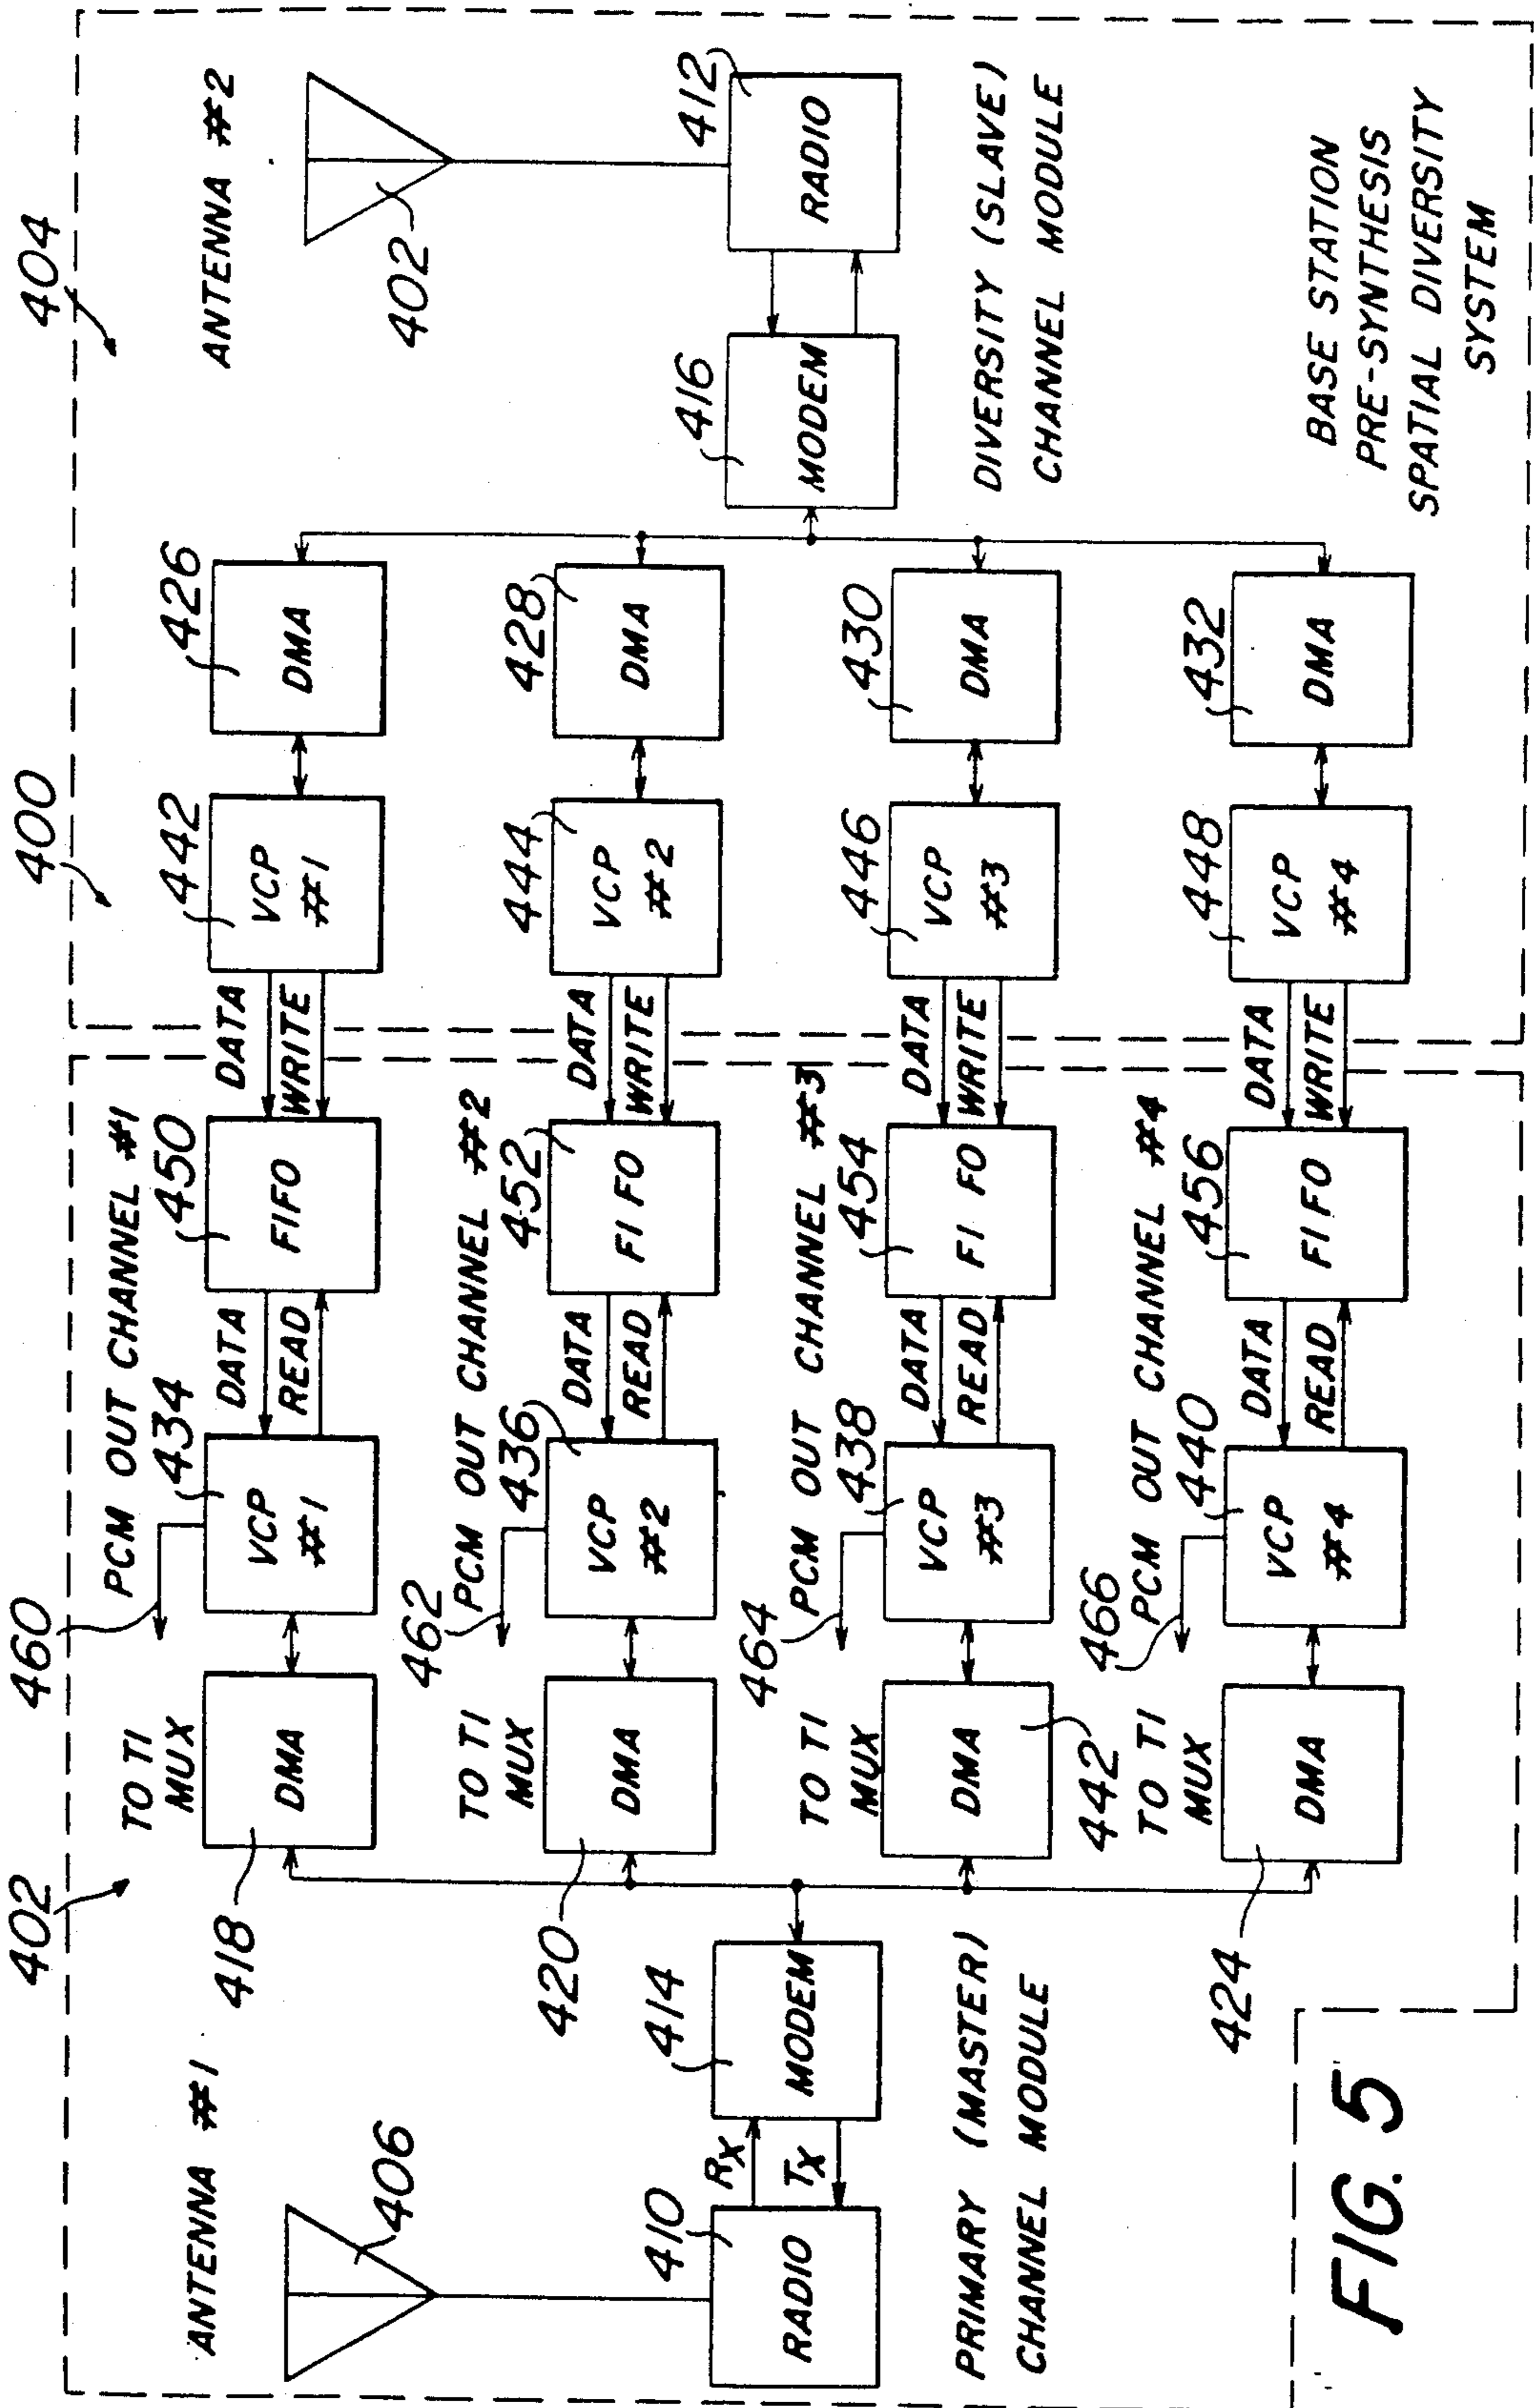 400
404
402
460
ANTENNA #1
406
410
RADIO
RX
TX
414
MODEM
PRIMARY (MASTER)
CHANNEL MODULE
TO TI
MUX
418
DMA
PCM OUT CHANNEL #1
434
VCP
#1
DATA
READ
450
FIFO
DATA
WRITE
442
VCP
#1
426
DMA
TO TI
MUX
420
DMA
462
PCM OUT CHANNEL #2
436
VCP
#2
DATA
READ
452
FIFO
DATA
WRITE
444
VCP
#2
428
DMA
TO TI
MUX
442
DMA
464
PCM OUT CHANNEL #3
438
VCP
#3
DATA
READ
454
FIFO
DATA
WRITE
446
VCP
#3
430
DMA
TO TI
MUX
424
DMA
466
PCM OUT CHANNEL #4
440
VCP
#4
DATA
READ
456
FIFO
DATA
WRITE
448
VCP
#4
432
DMA
ANTENNA #2
402
412
RADIO
416
MODEM
DIVERSITY (SLAVE)
CHANNEL MODULE
BASE STATION
PRE-SYNTHESIS
SPATIAL DIVERSITY
SYSTEM
FIG. 5